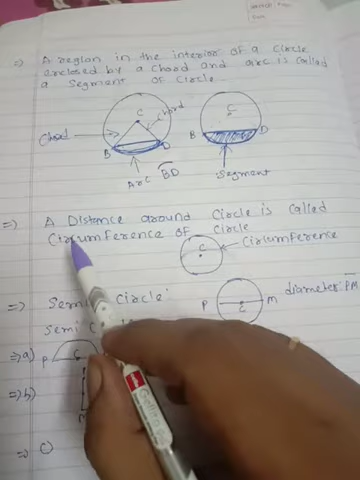 => A region in the interior of a circle
enclosed by a chord and arc is called
a segment of circle
C
Chord
Chord
B
D
Arc BD
C
B
D
Segment
=> A Distance around Circle is called
Circumference of circle
C
Circumference
=> Semi Circle:
P
M
C
diameter PM
Semi C
=> a)
P
C
=> b)
=> C)